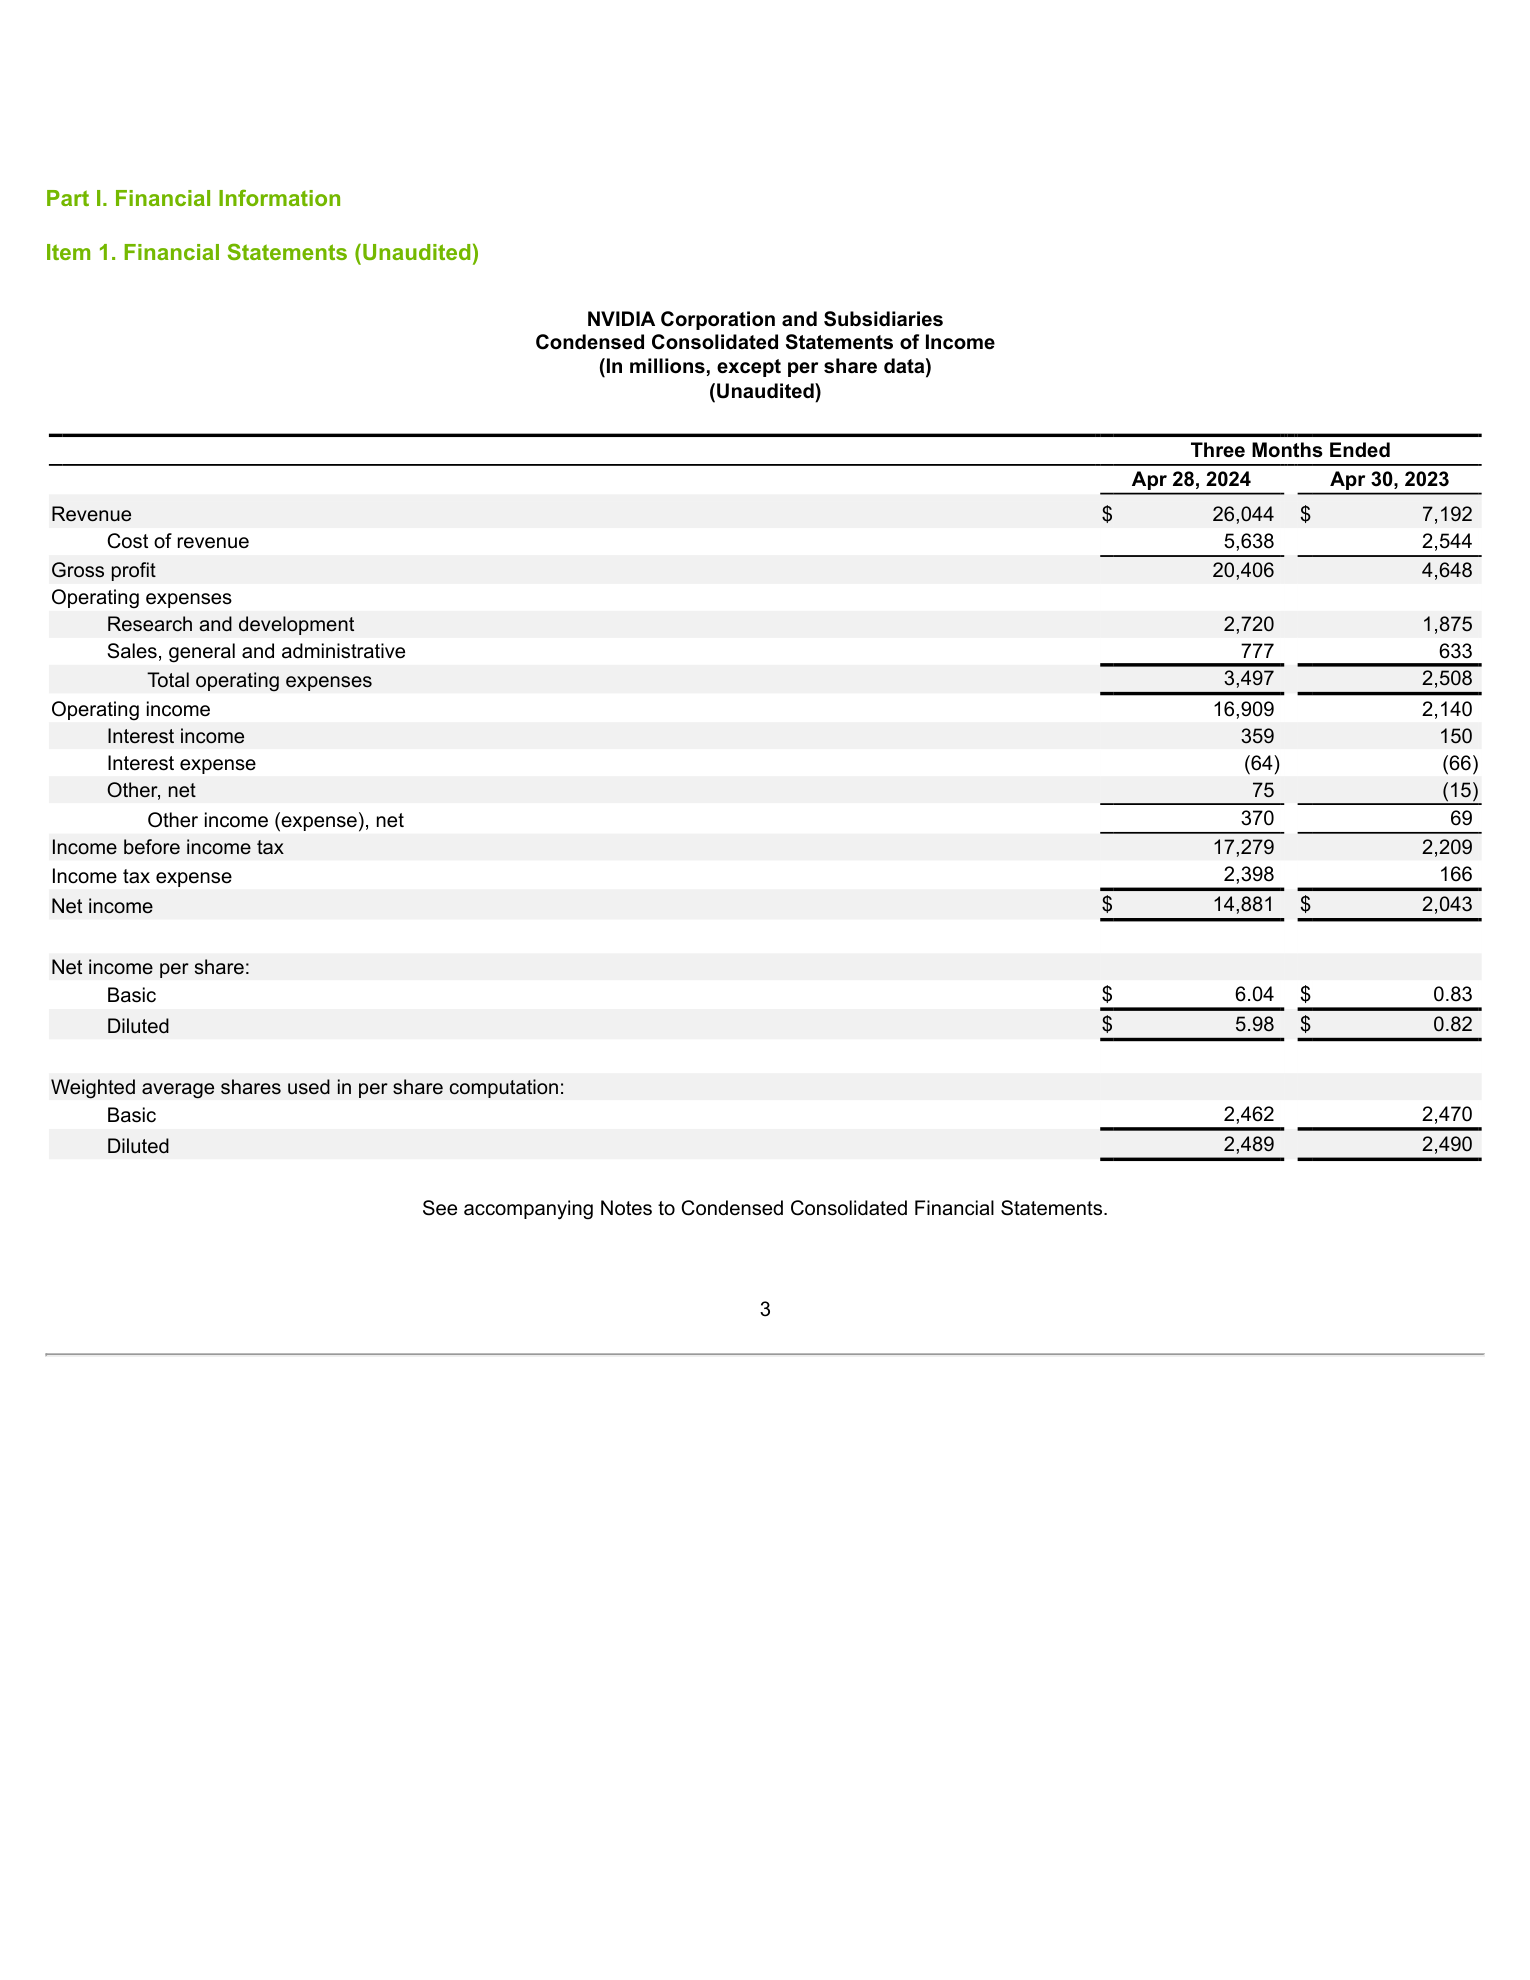 Part I. Financial Information
Item 1. Financial Statements (Unaudited)
NVIDIA Corporation and Subsidiaries
Condensed Consolidated Statements of Income
(In millions, except per share data)
(Unaudited)
Three Months Ended
Apr 28, 2024 Apr 30, 2023
Revenue $ 26,044 $ 7,192
Cost of revenue 5,638 2,544
Gross profit 20,406 4,648
Operating expenses
Research and development 2,720 1,875
Sales, general and administrative 777 633
Total operating expenses 3,497 2,508
Operating income 16,909 2,140
Interest income 359 150
Interest expense (64) (66)
Other, net 75 (15)
Other income (expense), net 370 69
Income before income tax 17,279 2,209
Income tax expense 2,398 166
Net income $ 14,881 $ 2,043
Net income per share:
Basic $ 6.04 $ 0.83
Diluted $ 5.98 $ 0.82
Weighted average shares used in per share computation:
Basic 2,462 2,470
Diluted 2,489 2,490
See accompanying Notes to Condensed Consolidated Financial Statements.
3